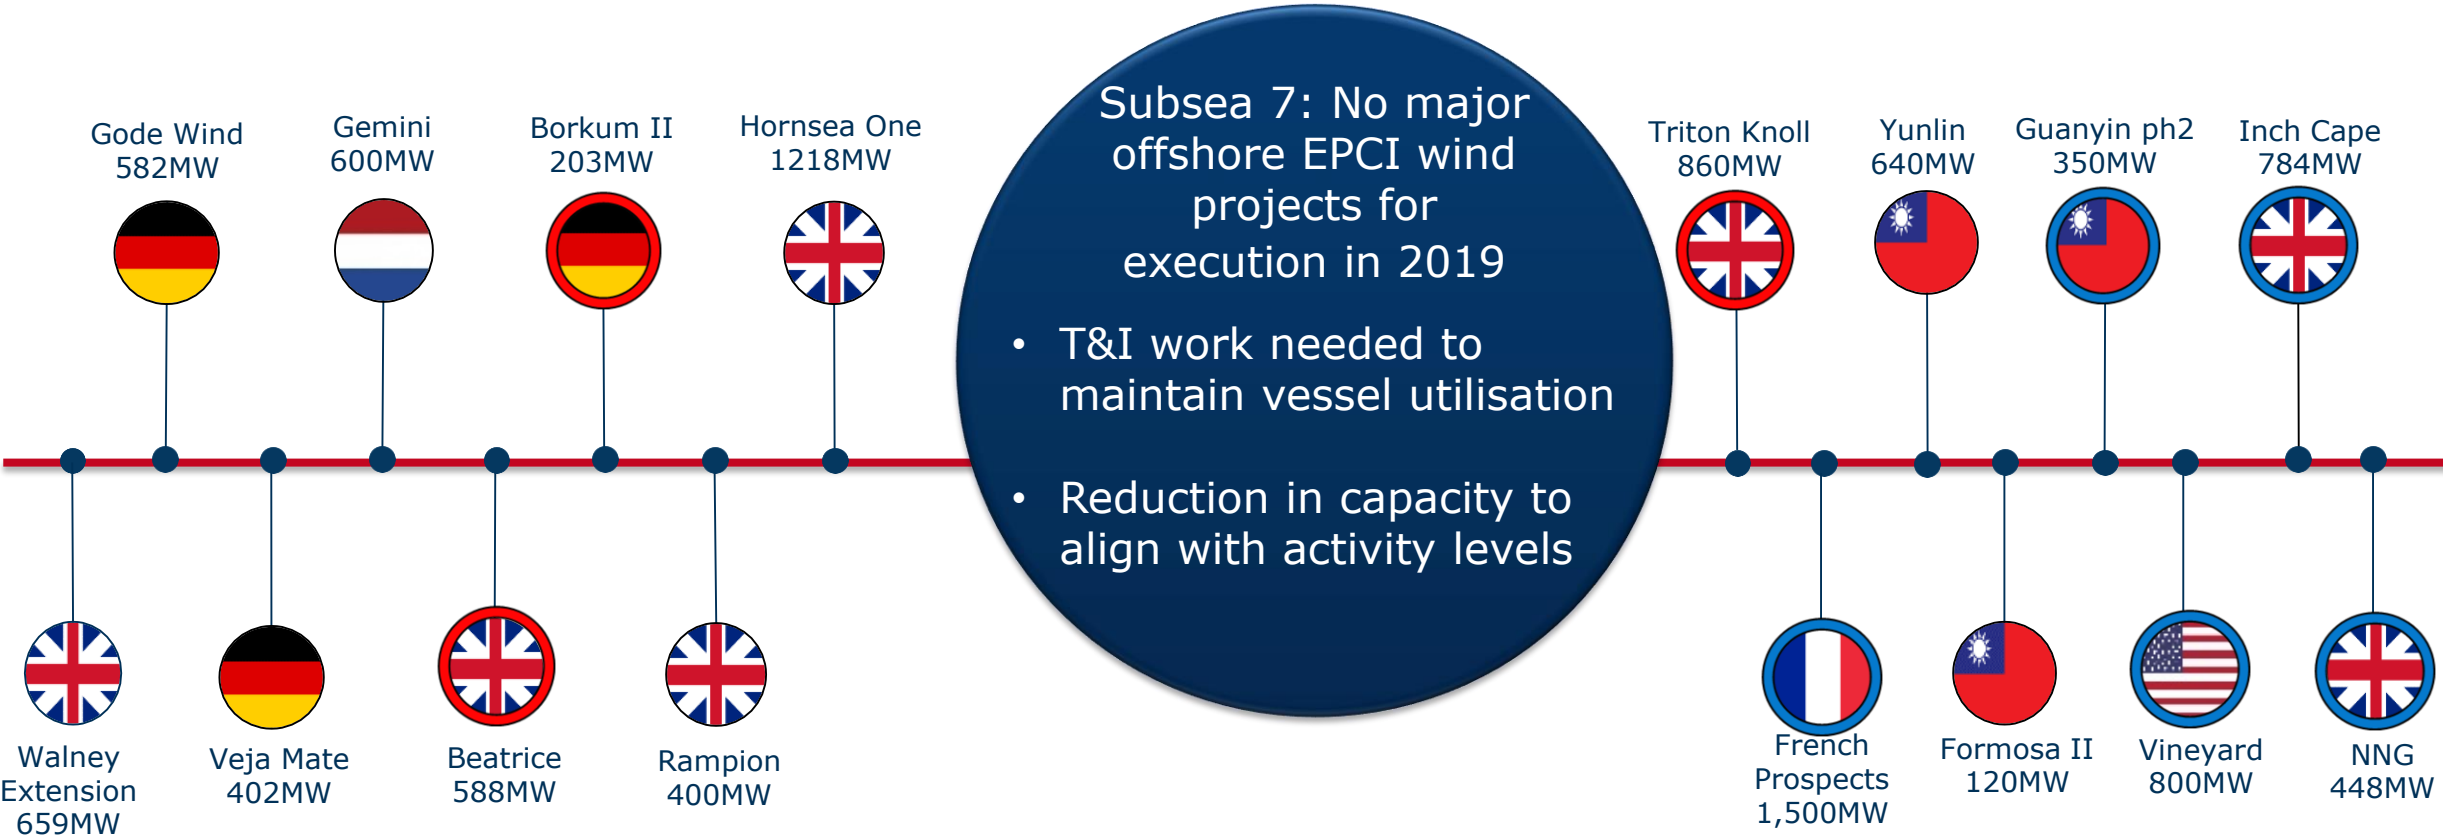 Gode Wind
582MW
Gemini
600MW
Borkum II
203MW
Hornsea One
1218MW
Walney
Extension
659MW
Veja Mate
402MW
Beatrice
588MW
Rampion
400MW
Subsea 7: No major
offshore EPCI wind
projects for
execution in 2019
• T&I work needed to
maintain vessel utilisation
• Reduction in capacity to
align with activity levels
Triton Knoll
860MW
Yunlin
640MW
Guanyin ph2
350MW
Inch Cape
784MW
French
Prospects
1,500MW
Formosa II
120MW
Vineyard
800MW
NNG
448MW